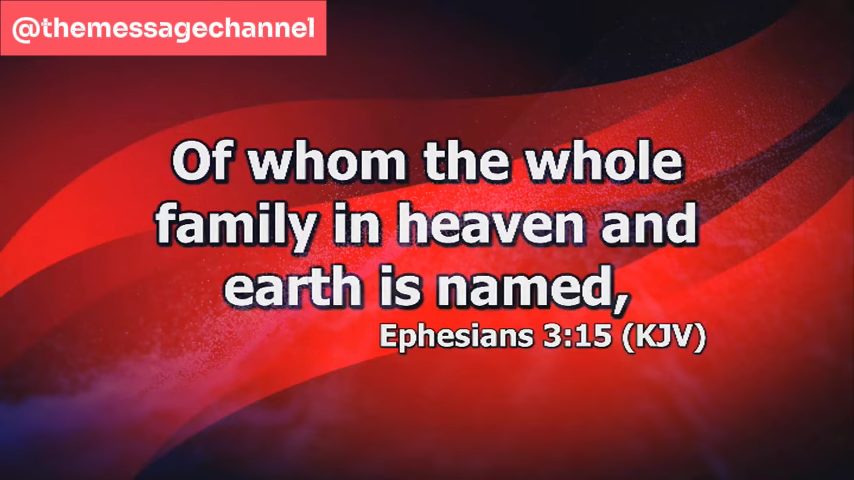 @themessagechannel
Of whom the whole
family in heaven and
earth is named,
Ephesians 3:15 (KJV)